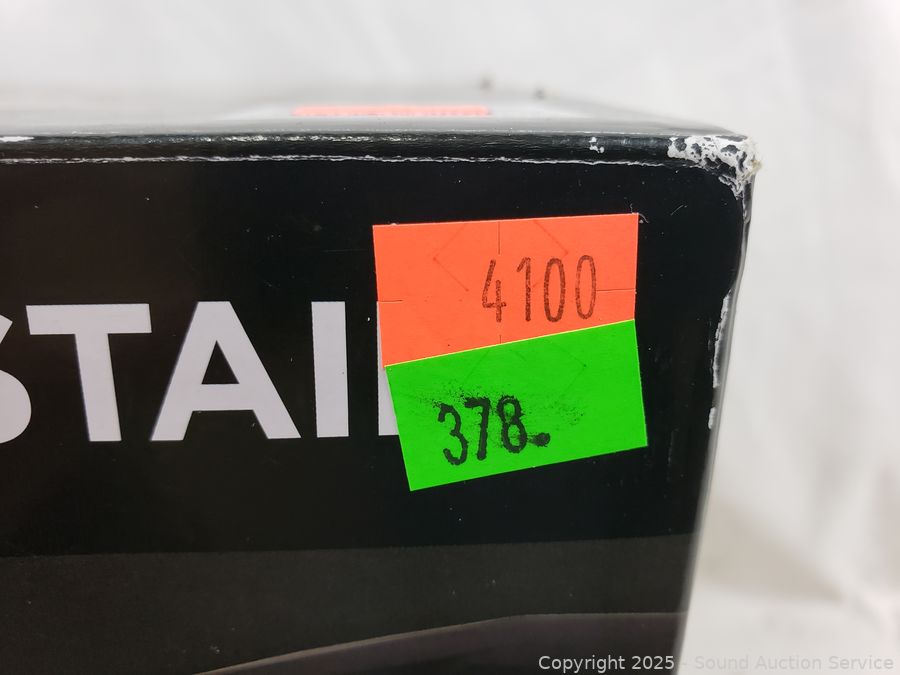 4100
STAI
378.
Copyright © 2025 - Sound Auction Service